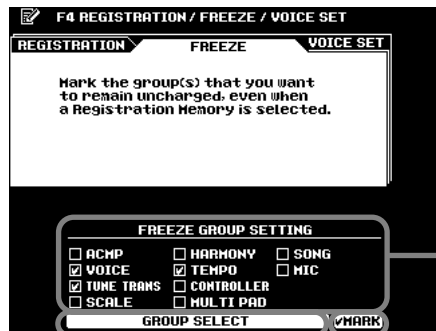 F4 REGISTRATION / FREEZE / VOICE SET
REGISTRATION FREEZE VOICE SET
Mark the group(s) that you want
to remain uncharged, even when
a Registration Memory is selected.
FREEZE GROUP SETTING
ACMP HARMONY SONG
VOICE TEMPO MIC
TUNE TRANS CONTROLLER
SCALE MULTI PAD
GROUP SELECT ✓MARK